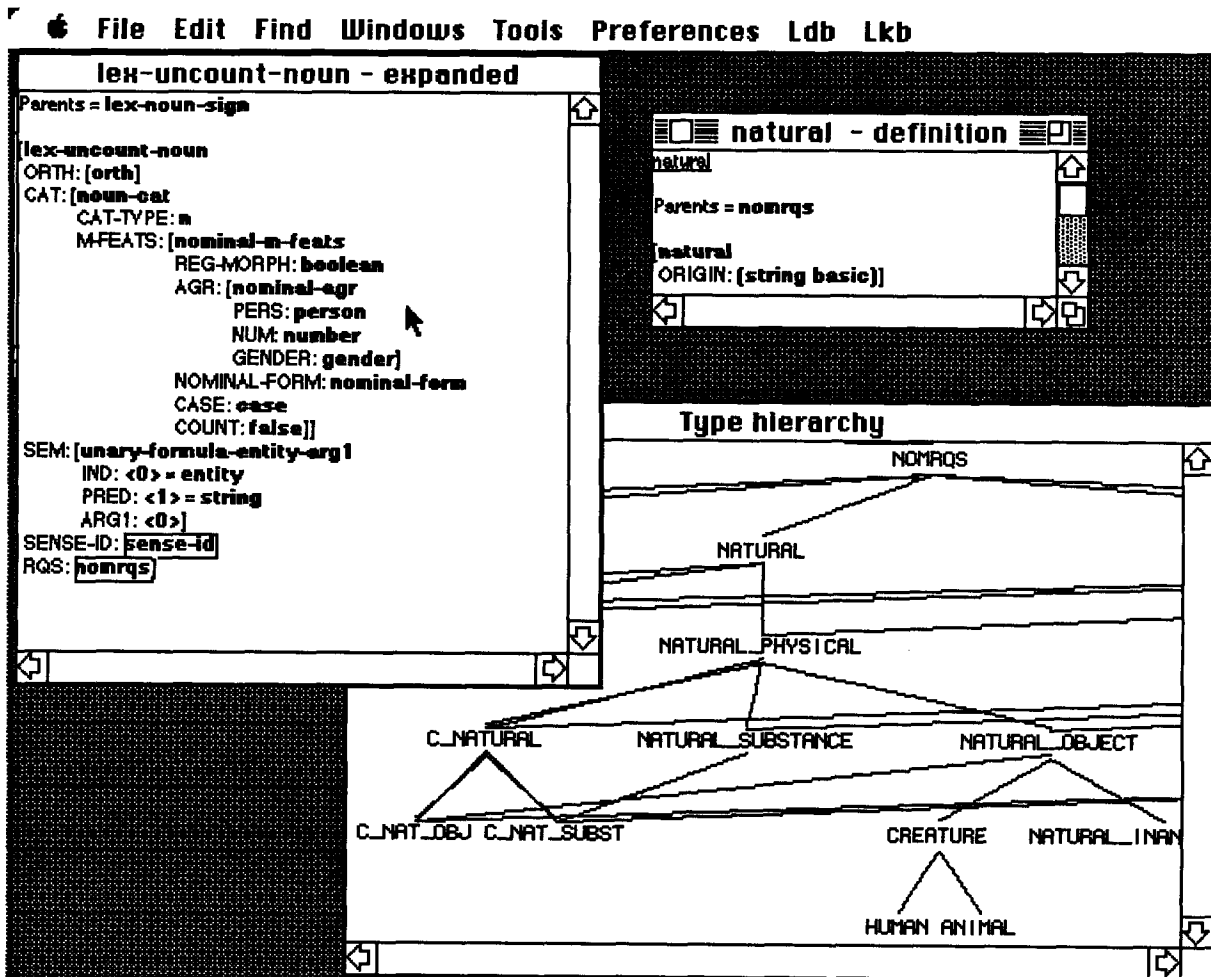 File Edit Find Windows Tools Preferences Ldb Lkb
lex-uncount-noun - expanded
Parents = lex-noun-sign
[lex-uncount-noun
ORTH: [orth]
CAT: [noun-cat
CAT-TYPE: n
M-FEATS: [nominal-m-feats
REG-MORPH: boolean
AGR: [nominal-agr
PERS: person
NUM: number
GENDER: gender]
NOMINAL-FORM: nominal-form
CASE: case
COUNT: false]]
SEM: [unary-formula-entity-arg1
IND: <0> = entity
PRED: <1> = string
ARG1: <0>]
SENSE-ID: sense-id
RQS: nomrqs]
natural - definition
natural
Parents = nomrqs
[natural
ORIGIN: (string basic)]
Type hierarchy
NOMRQS
NATURAL
NATURAL_PHYSICAL
C_NATURAL NATURAL_SUBSTANCE NATURAL_OBJECT
C_NAT_OBJ C_NAT_SUBST CREATURE NATURAL_INAN
HUMAN ANIMAL